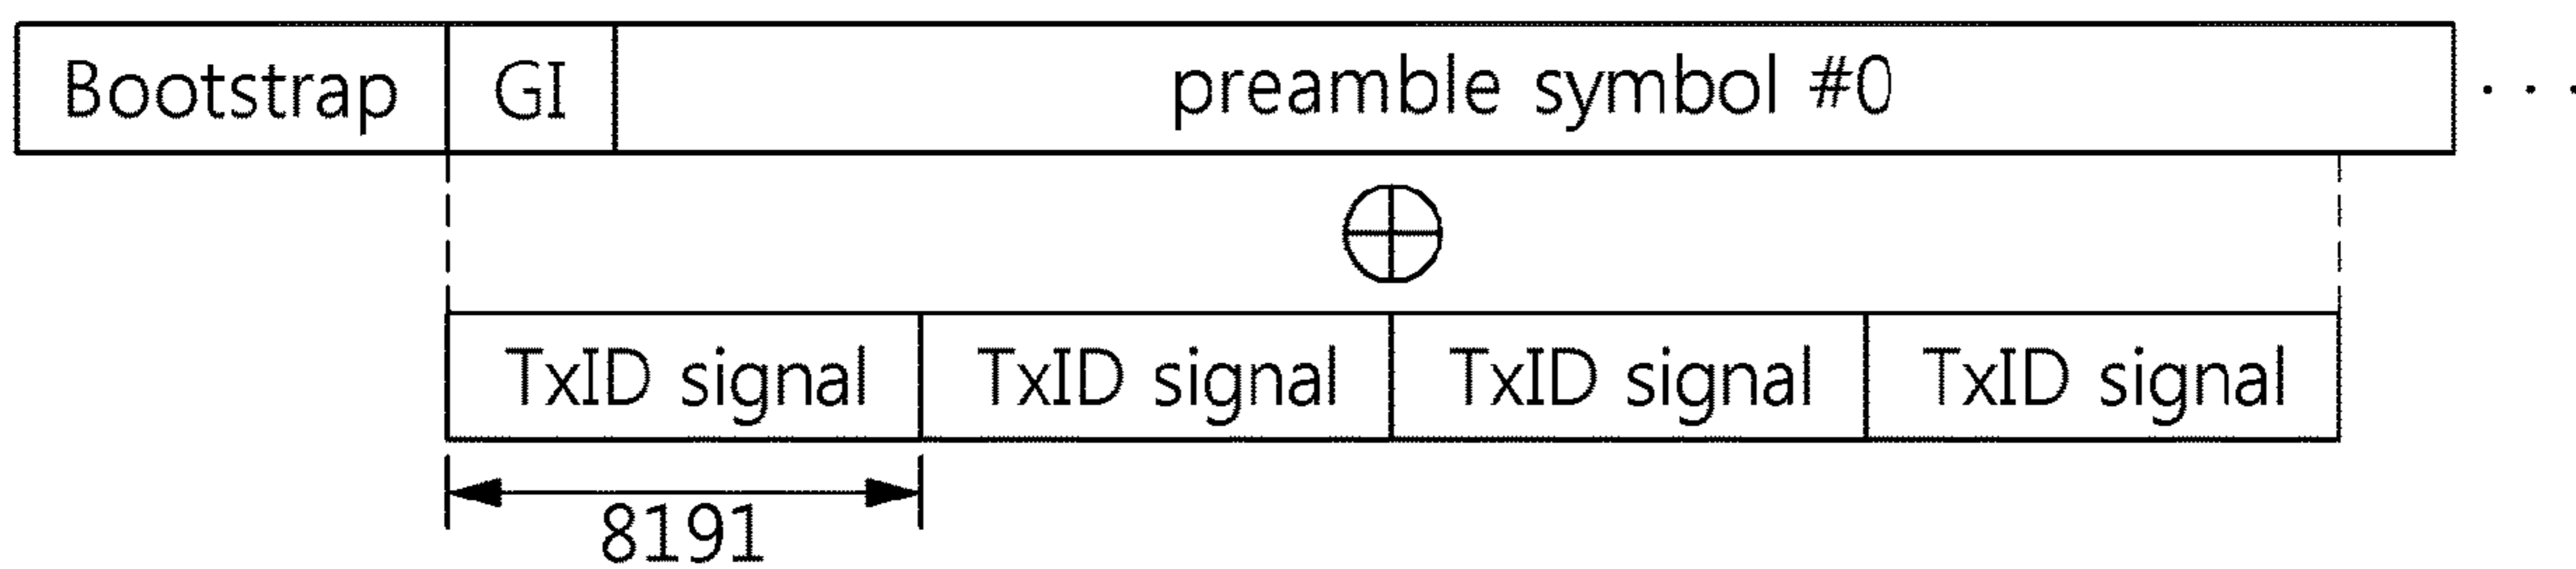 Bootstrap GI preamble symbol #0 ...
TxID signal TxID signal TxID signal TxID signal
8191